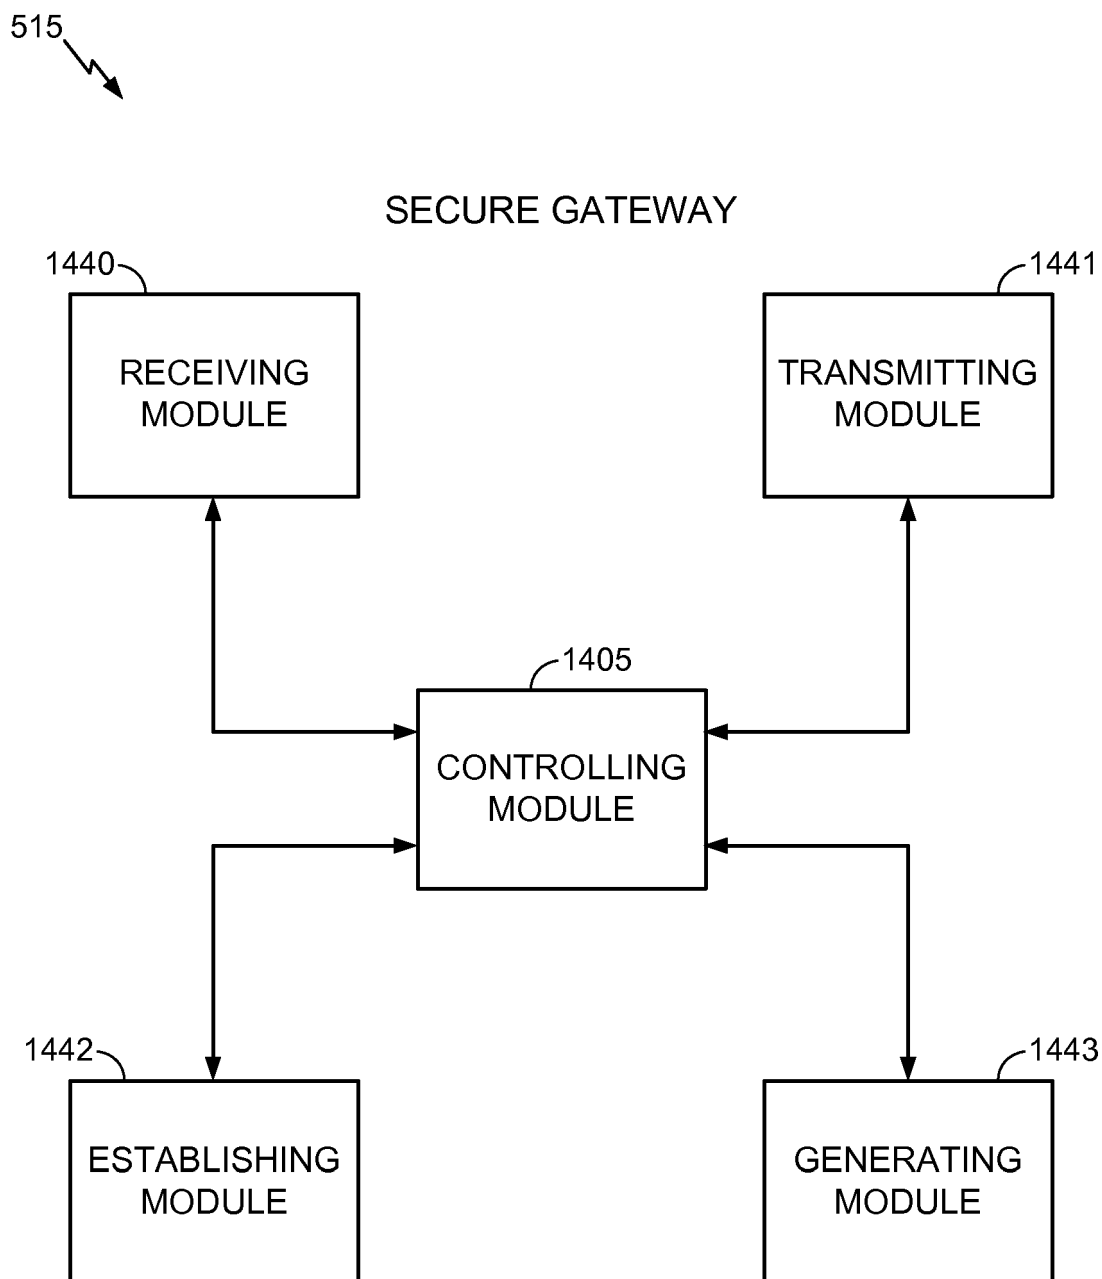 515
SECURE GATEWAY
1440
1441
RECEIVING
MODULE
TRANSMITTING
MODULE
1405
CONTROLLING
MODULE
1442
1443
ESTABLISHING
MODULE
GENERATING
MODULE